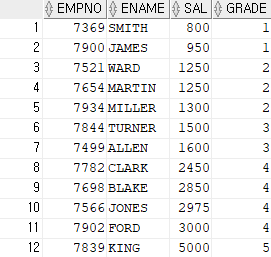 EMPNO ENAME SAL GRADE
1 7369 SMITH 800 1
2 7900 JAMES 950 1
3 7521 WARD 1250 2
4 7654 MARTIN 1250 2
5 7934 MILLER 1300 2
6 7844 TURNER 1500 3
7 7499 ALLEN 1600 3
8 7782 CLARK 2450 4
9 7698 BLAKE 2850 4
10 7566 JONES 2975 4
11 7902 FORD 3000 4
12 7839 KING 5000 5